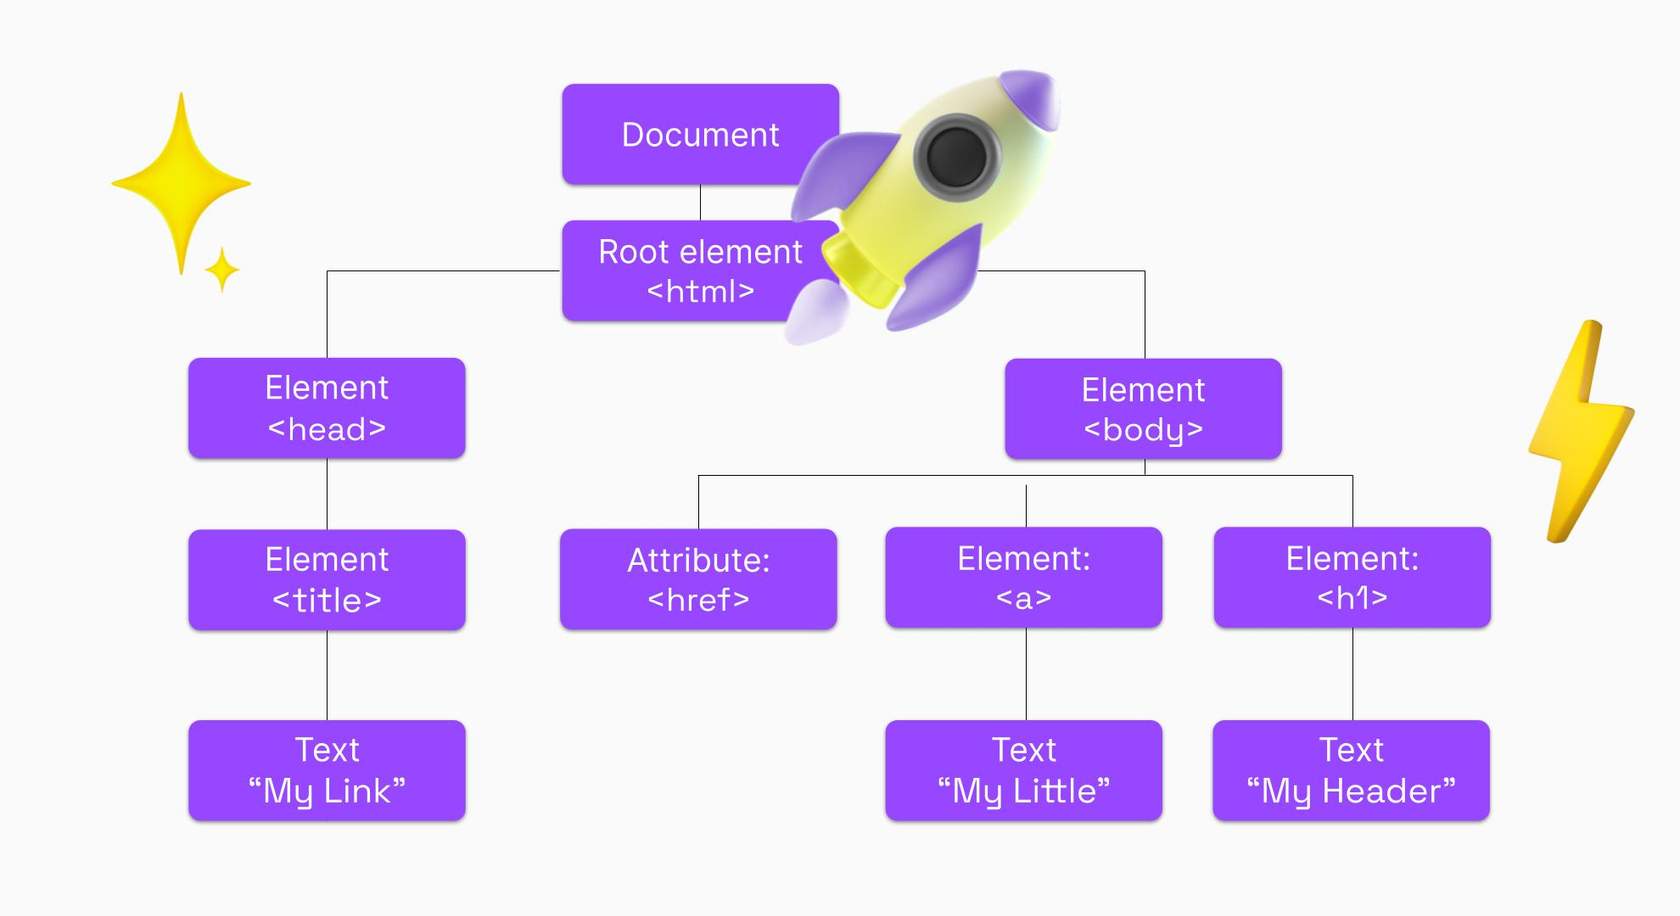 Document
Root element
<html>
Element
<head>
Element
<body>
Element
<title>
Attribute:
<href>
Element:
<a>
Element:
<h1>
Text
“My Link”
Text
“My Little”
Text
“My Header”